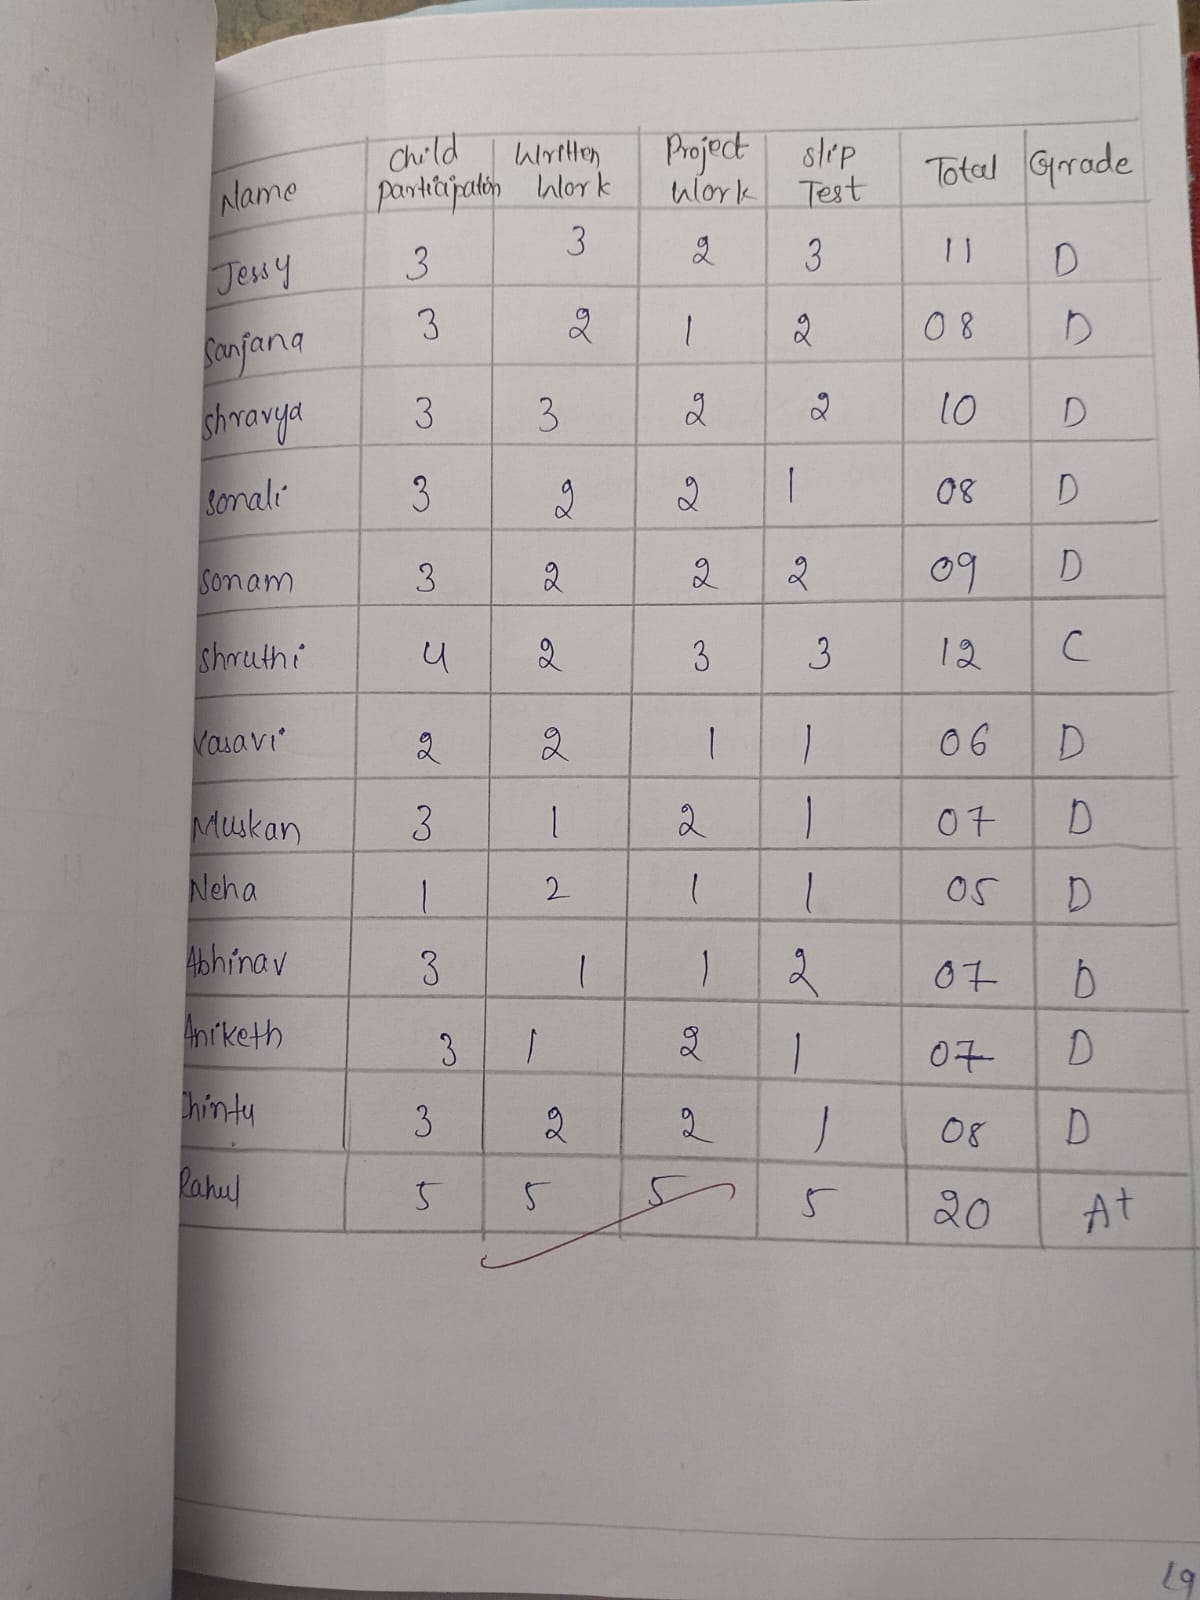 Name Child participation Written Work Project Work Slip Test Total Grade
Jessy 3 3 2 3 11 D
Sanjana 3 2 1 2 08 D
Shravya 3 3 2 2 10 D
Sonali 3 2 2 1 08 D
Sonam 3 2 2 2 09 D
Shruthi 4 2 3 3 12 C
Vasavi 2 2 1 1 06 D
Muskan 3 1 2 1 07 D
Neha 1 2 1 1 05 D
Abhinav 3 1 1 2 07 D
Aniketh 3 1 2 1 07 D
Chintu 3 2 2 1 08 D
Rahul 5 5 5 5 20 A+